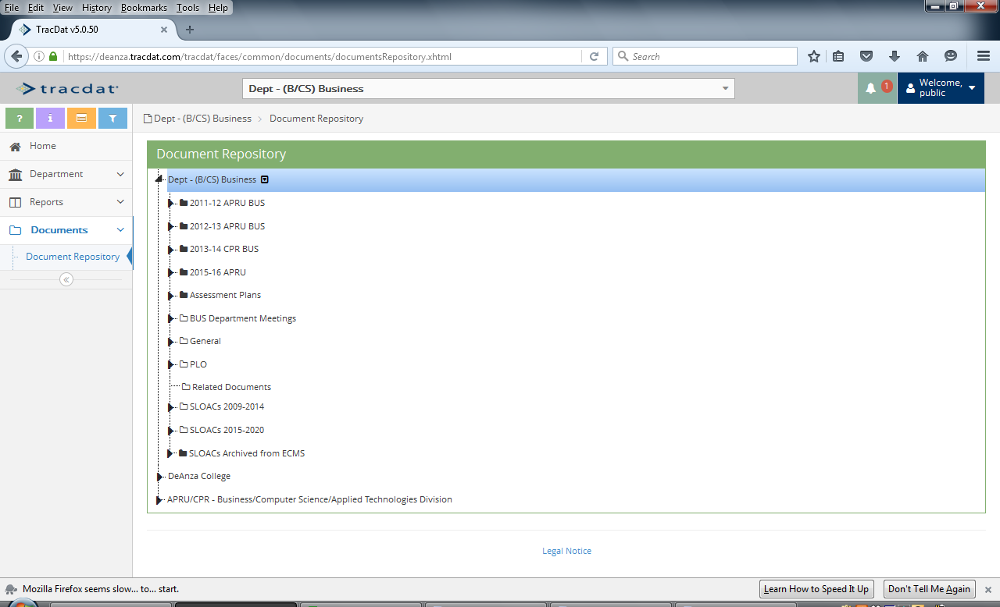 File Edit View History Bookmarks Tools Help
TracDat v5.0.50
https://deanza.tracdat.com/tracdat/faces/common/documents/documentsRepository.xhtml
Search
tracdat
Dept - (B/CS) Business
1
Welcome,
public
? i
Dept - (B/CS) Business > Document Repository
Home
Department
Reports
Documents
Document Repository
Document Repository
Dept - (B/CS) Business
2011-12 APRU BUS
2012-13 APRU BUS
2013-14 CPR BUS
2015-16 APRU
Assessment Plans
BUS Department Meetings
General
PLO
Related Documents
SLOACs 2009-2014
SLOACs 2015-2020
SLOACs Archived from ECMS
DeAnza College
APRU/CPR - Business/Computer Science/Applied Technologies Division
Legal Notice
Mozilla Firefox seems slow... to... start.
Learn How to Speed It Up
Don't Tell Me Again